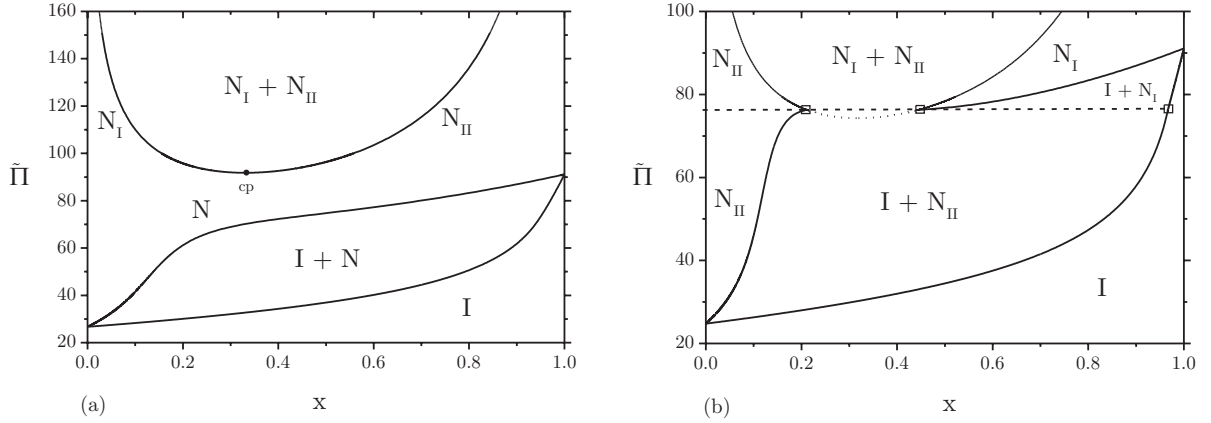 160
140
120
100
80
60
40
20
Π̃
N_I + N_II
N_I
N_II
cp
N
I + N
I
0.0 0.2 0.4 0.6 0.8 1.0
(a) x
100
80
60
40
20
Π̃
N_II
N_I + N_II
N_I
I + N_I
N_II
I + N_II
I
0.0 0.2 0.4 0.6 0.8 1.0
(b) x